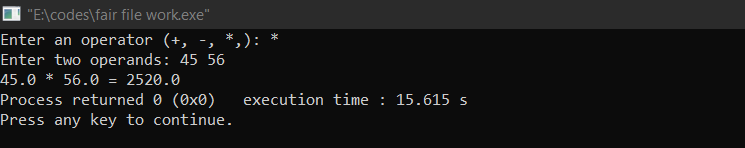 "E:\codes\fair file work.exe"
Enter an operator (+, -, *,): *
Enter two operands: 45 56
45.0 * 56.0 = 2520.0
Process returned 0 (0x0)   execution time : 15.615 s
Press any key to continue.